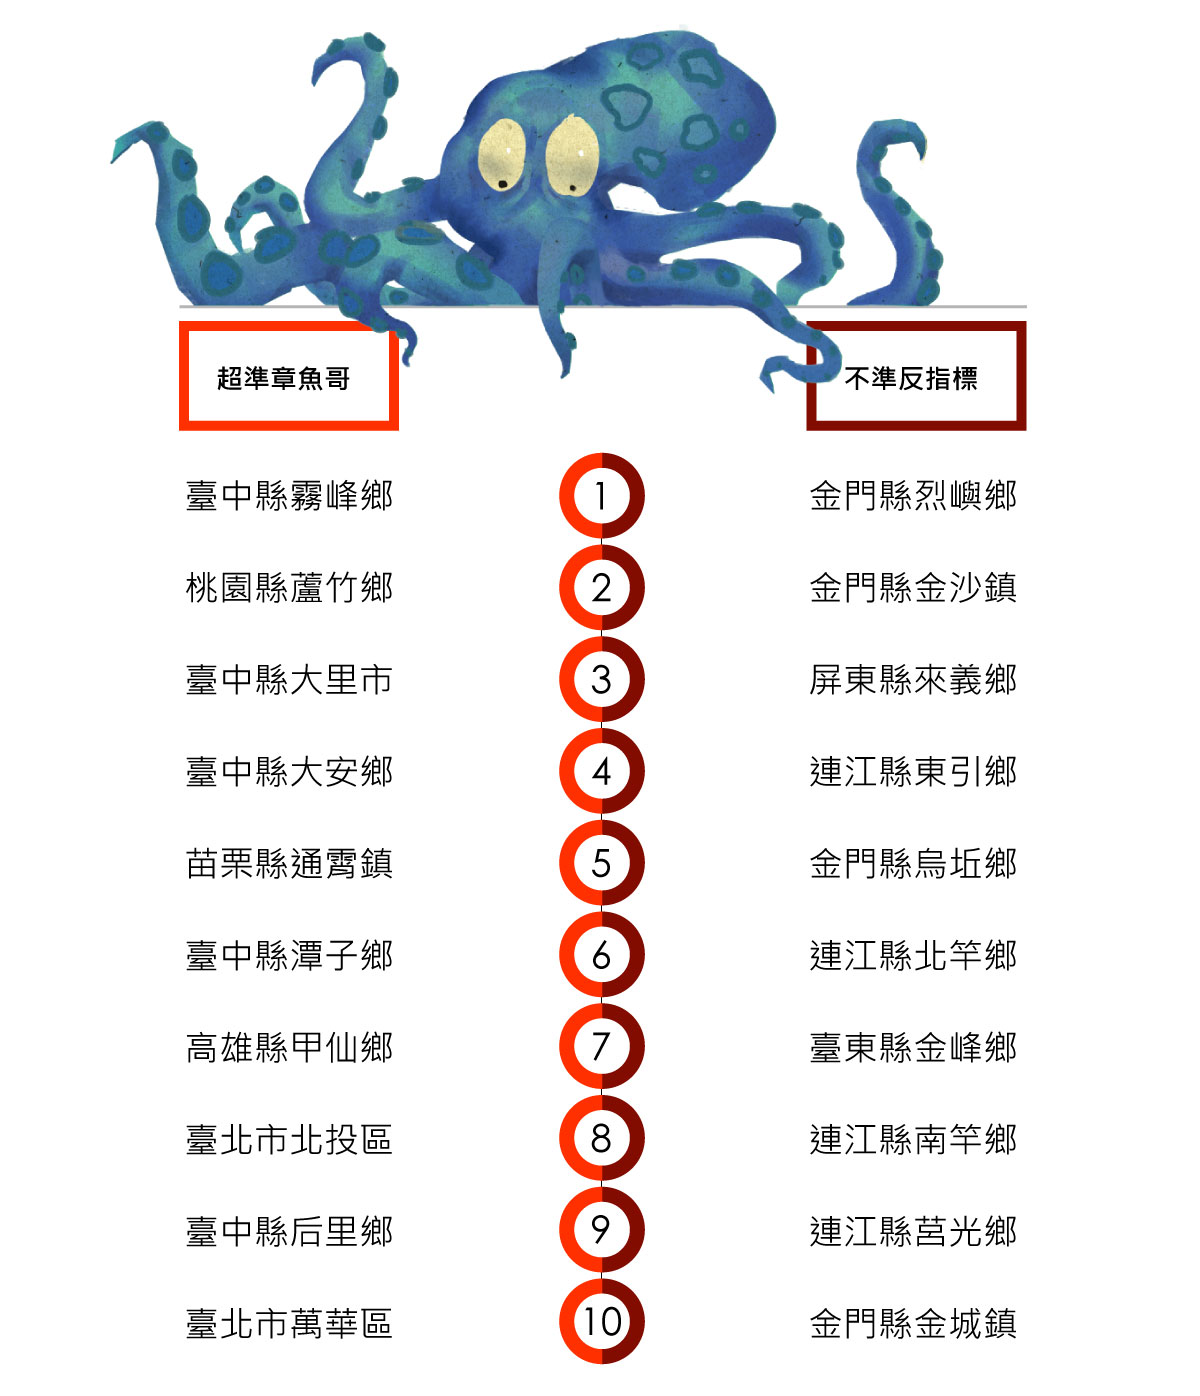 超準章魚哥 不準反指標
臺中縣霧峰鄉 1 金門縣烈嶼鄉
桃園縣蘆竹鄉 2 金門縣金沙鎮
臺中縣大里市 3 屏東縣來義鄉
臺中縣大安鄉 4 連江縣東引鄉
苗栗縣通霄鎮 5 金門縣烏坵鄉
臺中縣潭子鄉 6 連江縣北竿鄉
高雄縣甲仙鄉 7 臺東縣金峰鄉
臺北市北投區 8 連江縣南竿鄉
臺中縣后里鄉 9 連江縣莒光鄉
臺北市萬華區 10 金門縣金城鎮